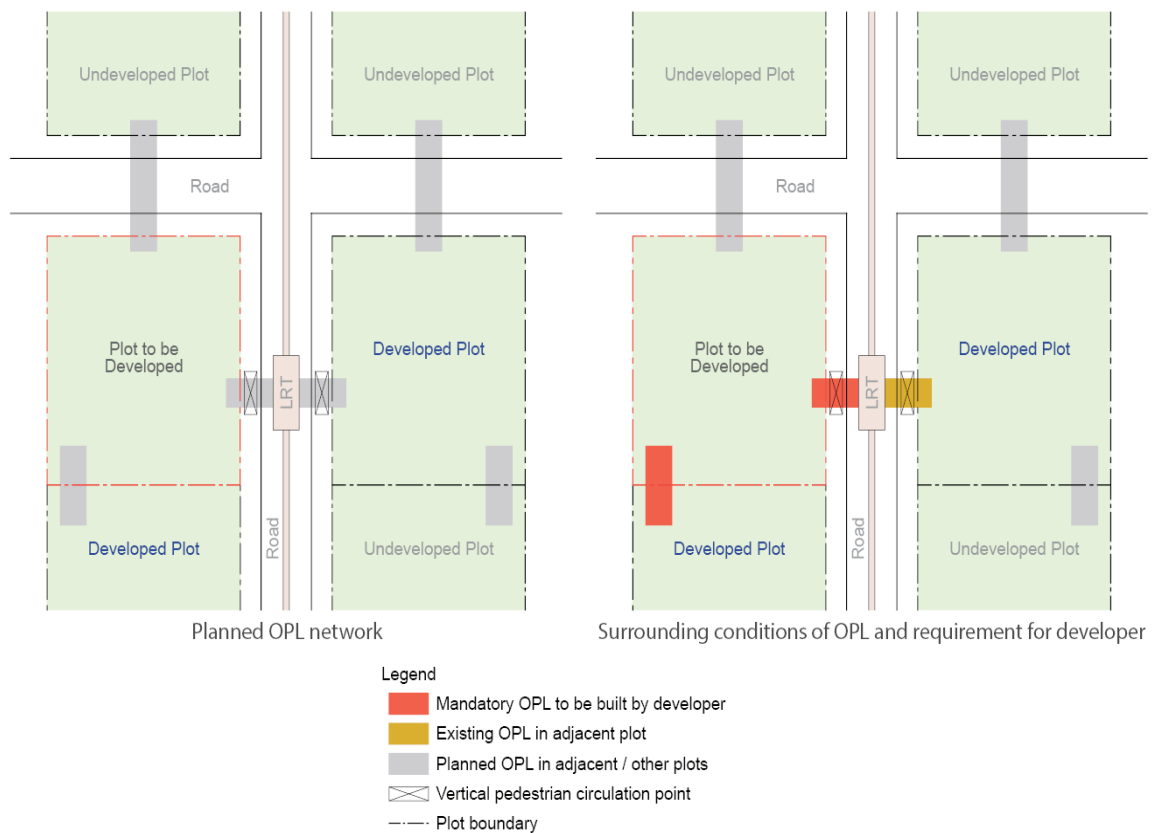 Undeveloped Plot
Undeveloped Plot
Road
Plot to be
Developed
Developed Plot
LRT
Developed Plot
Road
Undeveloped Plot
Planned OPL network
Undeveloped Plot
Undeveloped Plot
Road
Plot to be
Developed
Developed Plot
LRT
Developed Plot
Road
Undeveloped Plot
Surrounding conditions of OPL and requirement for developer
Legend
Mandatory OPL to be built by developer
Existing OPL in adjacent plot
Planned OPL in adjacent / other plots
Vertical pedestrian circulation point
Plot boundary